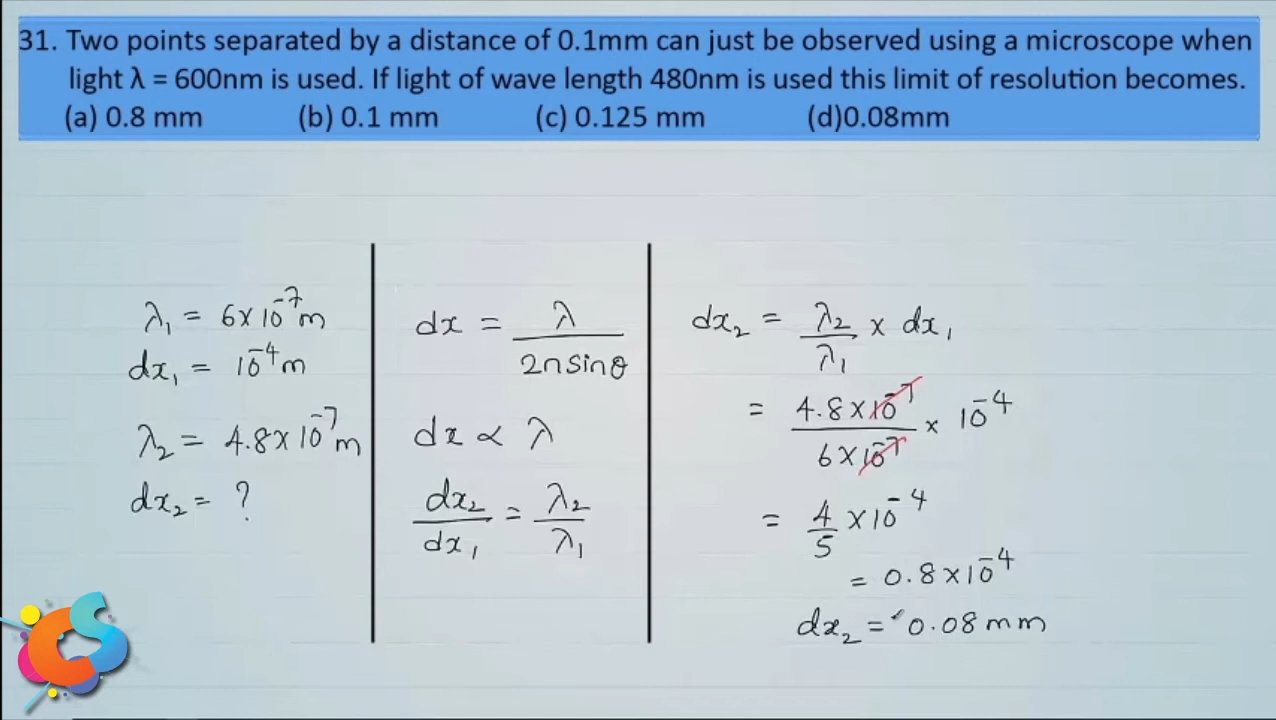 31. Two points separated by a distance of 0.1mm can just be observed using a microscope when
light λ = 600nm is used. If light of wave length 480nm is used this limit of resolution becomes.
(a) 0.8 mm (b) 0.1 mm (c) 0.125 mm (d)0.08mm
λ₁ = 6×10⁻⁷m
dx₁ = 10⁻⁴m
λ₂ = 4.8×10⁻⁷m
dx₂ = ?
dx = λ / 2nsinθ
dx ∝ λ
dx₂/dx₁ = λ₂/λ₁
dx₂ = λ₂/λ₁ × dx₁
= 4.8×10⁻⁷ / 6×10⁻⁷ × 10⁻⁴
= 4/5 ×10⁻⁴
= 0.8×10⁻⁴
dx₂ = 0.08mm
CS